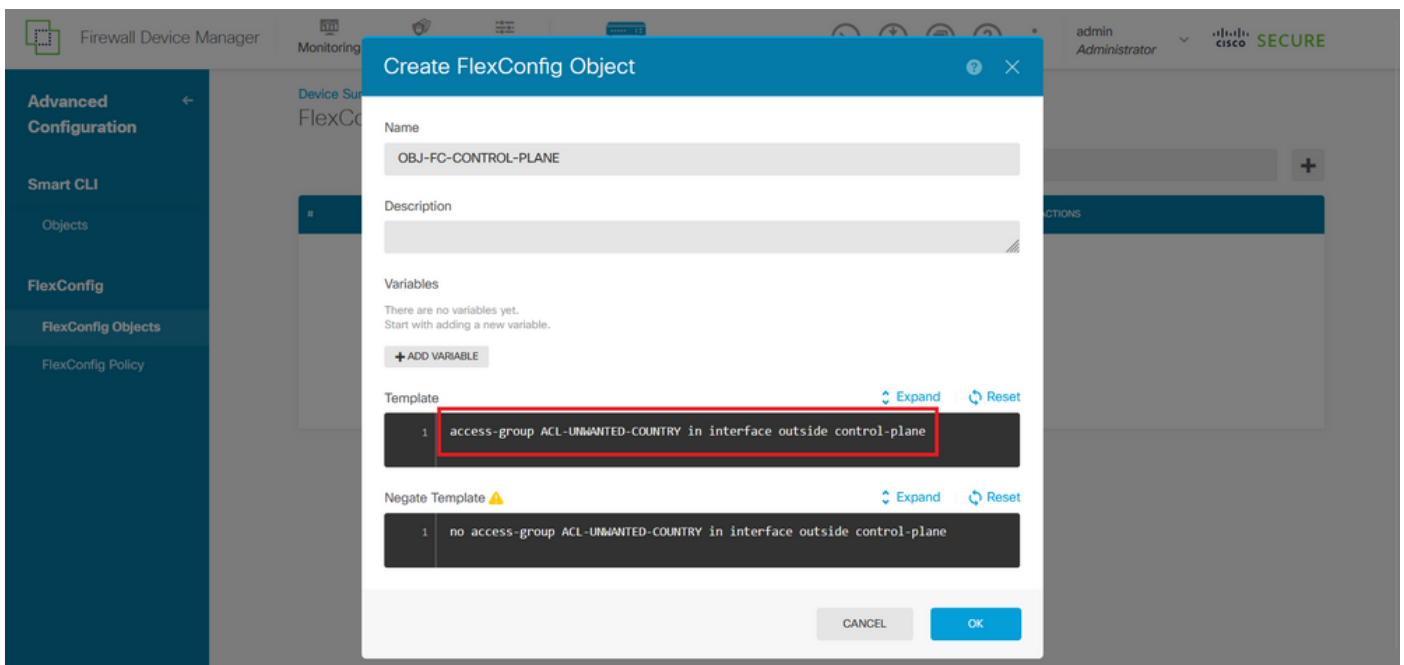 Firewall Device Manager
Monitoring
admin
Administrator
cisco SECURE
Advanced
Configuration
Smart CLI
Objects
FlexConfig
FlexConfig Objects
FlexConfig Policy
Device Sum
FlexCo
#
ACTIONS
Create FlexConfig Object
Name
OBJ-FC-CONTROL-PLANE
Description
Variables
There are no variables yet.
Start with adding a new variable.
+ ADD VARIABLE
Template
Expand
Reset
1 access-group ACL-UNWANTED-COUNTRY in interface outside control-plane
Negate Template
Expand
Reset
1 no access-group ACL-UNWANTED-COUNTRY in interface outside control-plane
CANCEL
OK